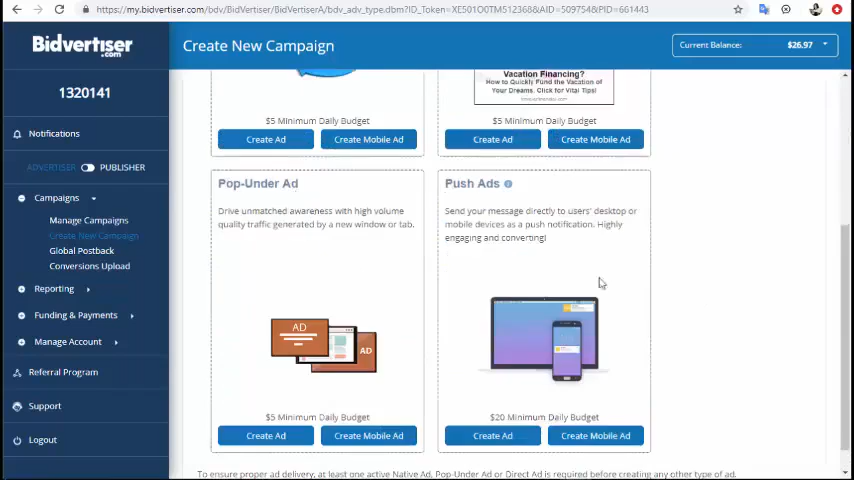 https://my.bidvertiser.com/bdv/BidVertiser/BidVertiserA/bdv_adv_type.dbm?ID_Token=XE501O0TM512368&AID=509754&PID=661443
Bidvertiser
.com
Create New Campaign
Current Balance: $26.97
1320141
Notifications
ADVERTISER PUBLISHER
Campaigns
Manage Campaigns
Create New Campaign
Global Postback
Conversions Upload
Reporting
Funding & Payments
Manage Account
Referral Program
Support
Logout
Vacation Financing?
How to Quickly Fund the Vacation of
Your Dreams. Click for Vital Tips!
$5 Minimum Daily Budget
$5 Minimum Daily Budget
Create Ad Create Mobile Ad
Create Ad Create Mobile Ad
Pop-Under Ad
Drive unmatched awareness with high volume
quality traffic generated by a new window or tab.
AD
AD
$5 Minimum Daily Budget
Create Ad Create Mobile Ad
Push Ads
Send your message directly to users' desktop or
mobile devices as a push notification. Highly
engaging and converting!
$20 Minimum Daily Budget
Create Ad Create Mobile Ad
To ensure proper ad delivery, at least one active Native Ad, Pop-Under Ad or Direct Ad is required before creating any other type of ad.